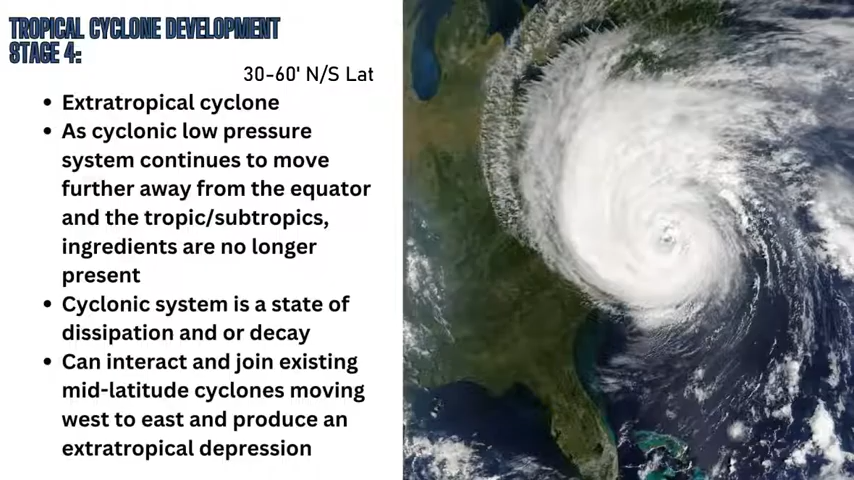 TROPICAL CYCLONE DEVELOPMENT
STAGE 4:
30-60' N/S Lat
• Extratropical cyclone
• As cyclonic low pressure
system continues to move
further away from the equator
and the tropic/subtropics,
ingredients are no longer
present
• Cyclonic system is a state of
dissipation and or decay
• Can interact and join existing
mid-latitude cyclones moving
west to east and produce an
extratropical depression